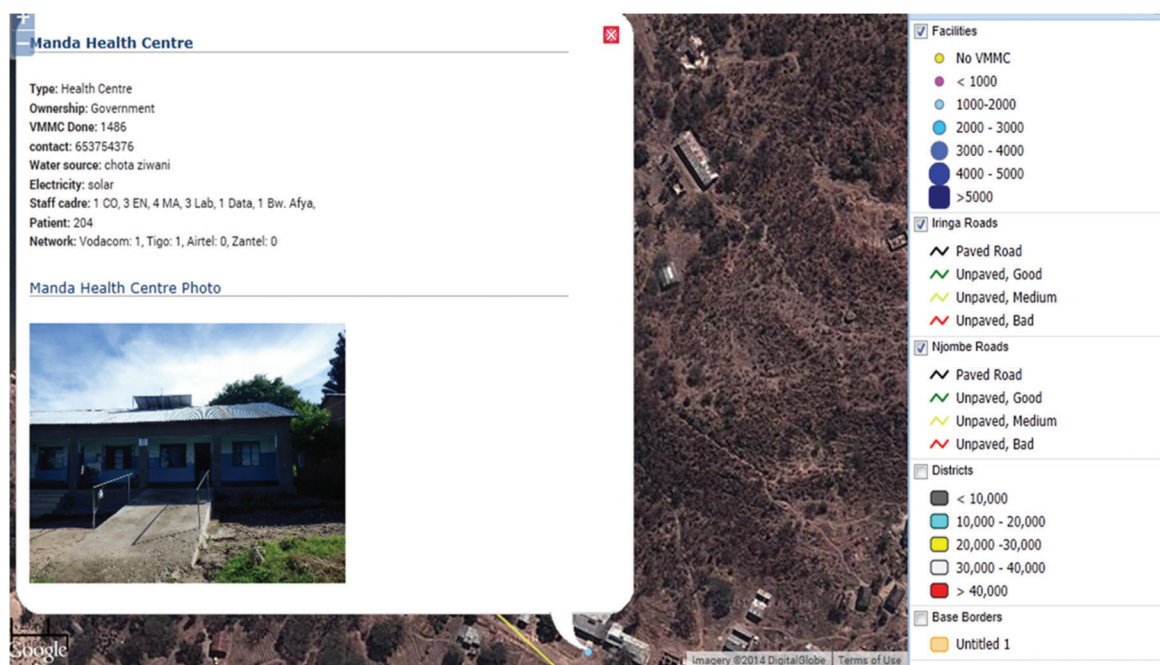 Manda Health Centre
Type: Health Centre
Ownership: Government
VMMC Done: 1486
contact: 653754376
Water source: chota ziwani
Electricity: solar
Staff cadre: 1 CO, 3 EN, 4 MA, 3 Lab, 1 Data, 1 Bw. Afya,
Patient: 204
Network: Vodacom: 1, Tigo: 1, Airtel: 0, Zantel: 0
Manda Health Centre Photo
Google
Imagery ©2014 DigitalGlobe
Terms of Use
Facilities
No VMMC
< 1000
1000-2000
2000 - 3000
3000 - 4000
4000 - 5000
>5000
Iringa Roads
Paved Road
Unpaved, Good
Unpaved, Medium
Unpaved, Bad
Njombe Roads
Paved Road
Unpaved, Good
Unpaved, Medium
Unpaved, Bad
Districts
< 10,000
10,000 - 20,000
20,000 -30,000
30,000 - 40,000
> 40,000
Base Borders
Untitled 1